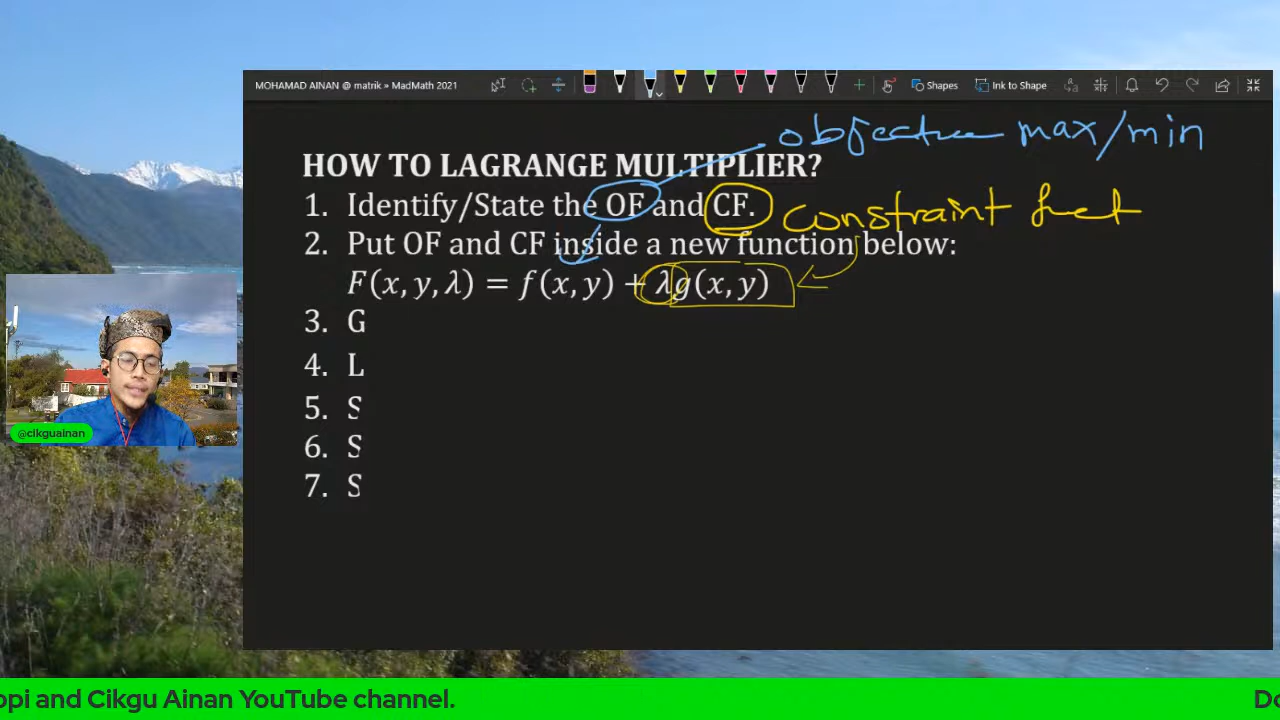 MOHAMAD AINAN @ matrik » MadMath 2021
Shapes
Ink to Shape
objective max/min
HOW TO LAGRANGE MULTIPLIER?
1. Identify/State the OF and CF.
constraint funct
2. Put OF and CF inside a new function below:
F(x, y, λ) = f(x, y) + λg(x, y)
3. G
4. L
5. S
6. S
7. S
@cikguainan
opi and Cikgu Ainan YouTube channel.
Do